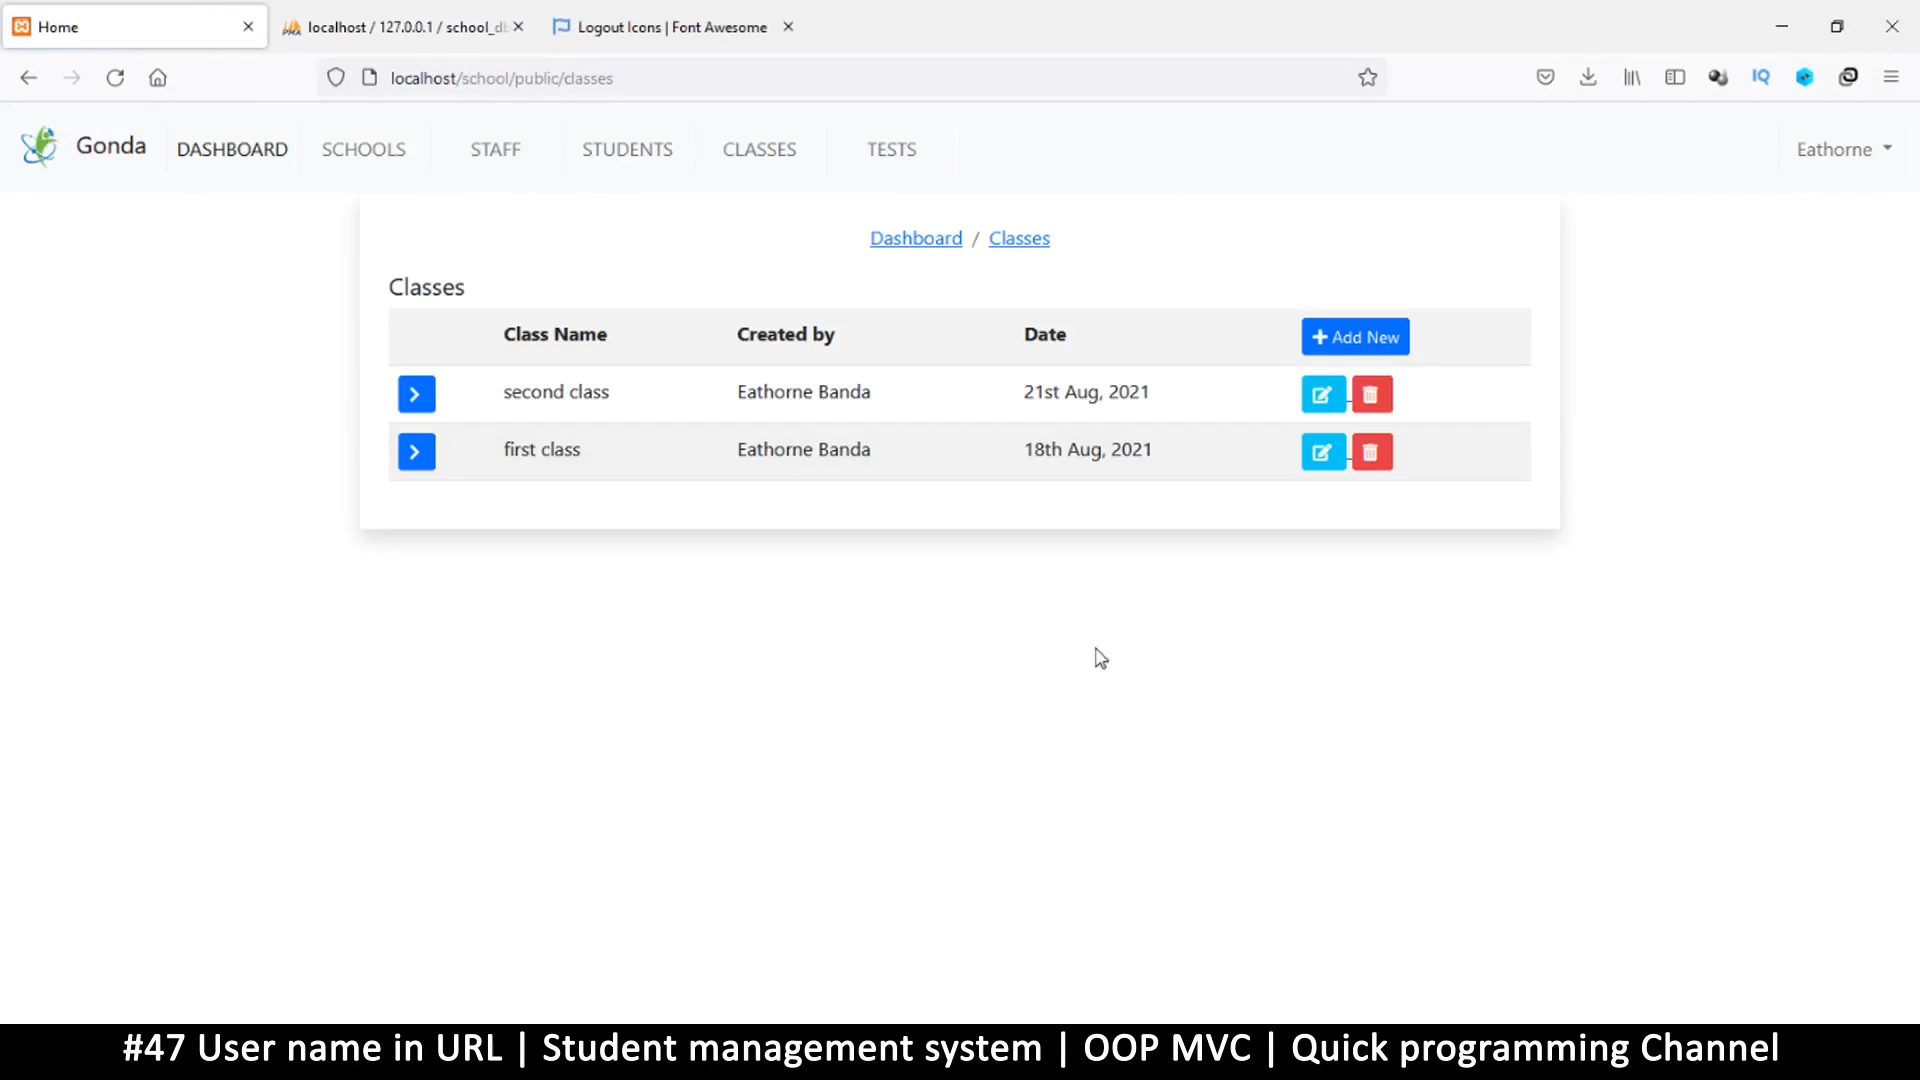 Home
localhost / 127.0.0.1 / school_db
Logout Icons | Font Awesome
localhost/school/public/classes
IQ
Gonda
DASHBOARD
SCHOOLS
STAFF
STUDENTS
CLASSES
TESTS
Eathorne
Dashboard / Classes
Classes
Class Name Created by Date Add New
second class Eathorne Banda 21st Aug, 2021
first class Eathorne Banda 18th Aug, 2021
#47 User name in URL | Student management system | OOP MVC | Quick programming Channel